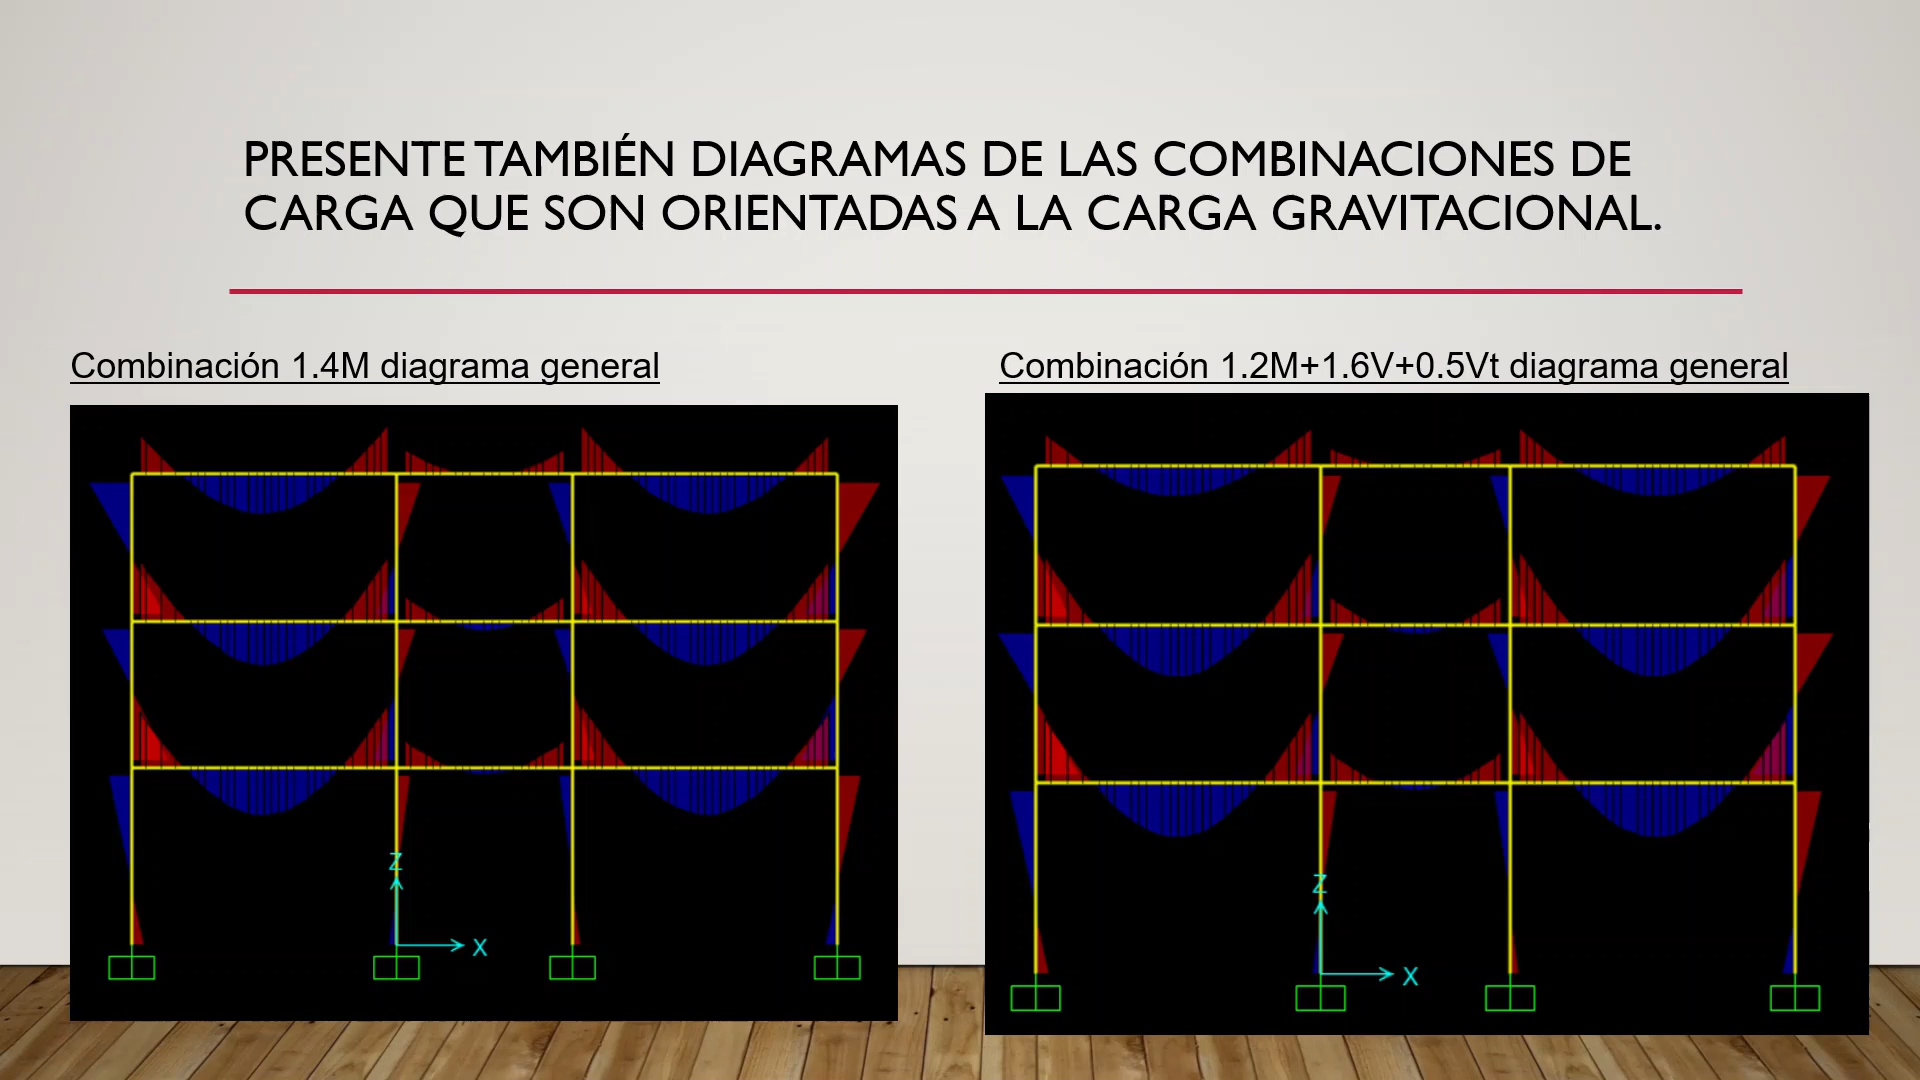 PRESENTE TAMBIÉN DIAGRAMAS DE LAS COMBINACIONES DE
CARGA QUE SON ORIENTADAS A LA CARGA GRAVITACIONAL.
Combinación 1.4M diagrama general
Combinación 1.2M+1.6V+0.5Vt diagrama general
Z
X
Z
X